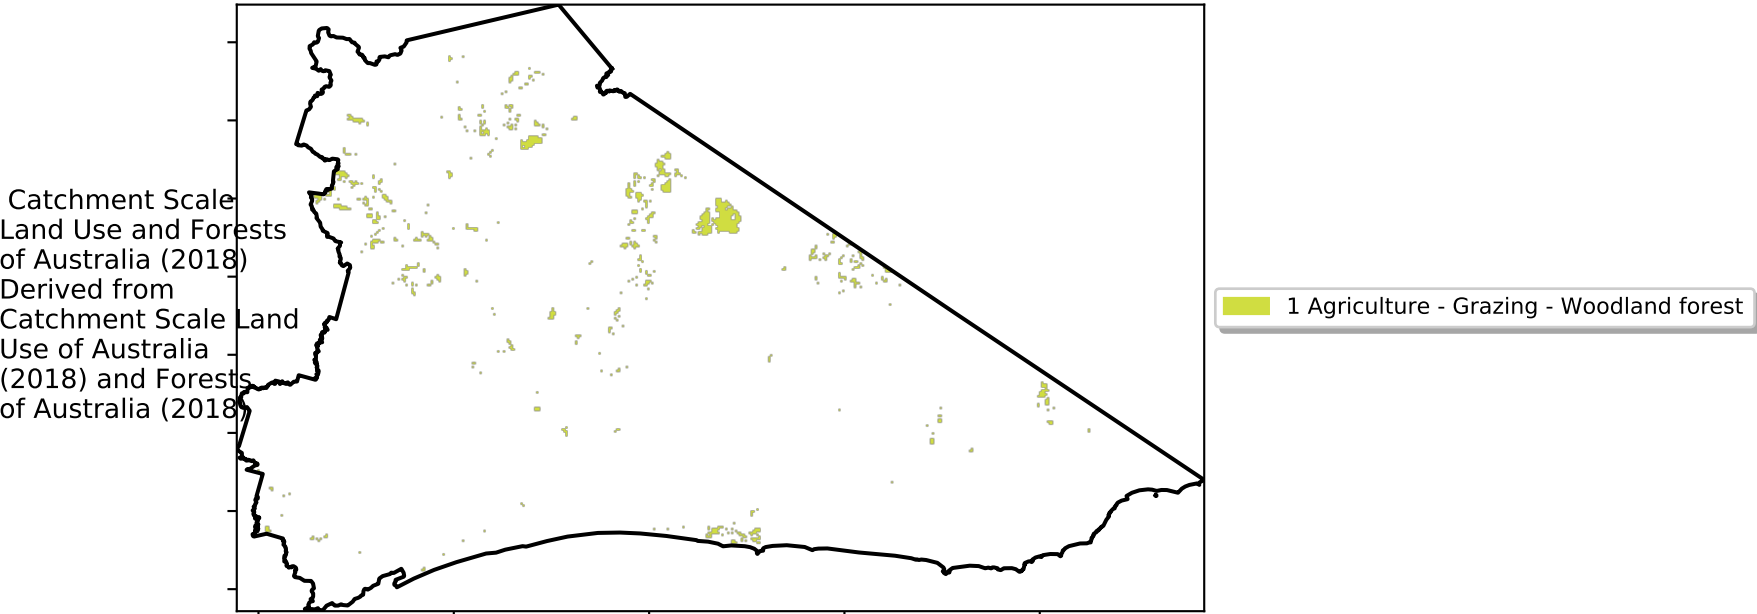 Catchment Scale
Land Use and Forests
of Australia (2018)
Derived from
Catchment Scale Land
Use of Australia
(2018) and Forests
of Australia (2018)
1 Agriculture - Grazing - Woodland forest